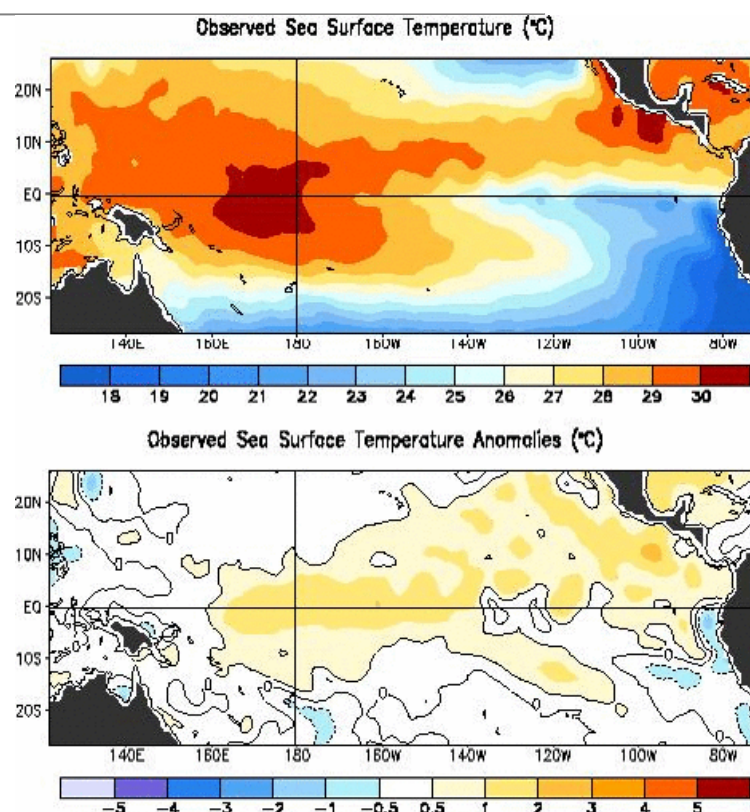 Observed Sea Surface Temperature (°C)
20N
10N
EQ
10S
20S
140E 160E 180 160W 140W 120W 100W 80W
18 19 20 21 22 23 24 25 26 27 28 29 30
Observed Sea Surface Temperature Anomalies (°C)
20N
10N
EQ
10S
20S
140E 160E 180 160W 140W 120W 100W 80W
-5 -4 -3 -2 -1 -0.5 0.5 1 2 3 4 5